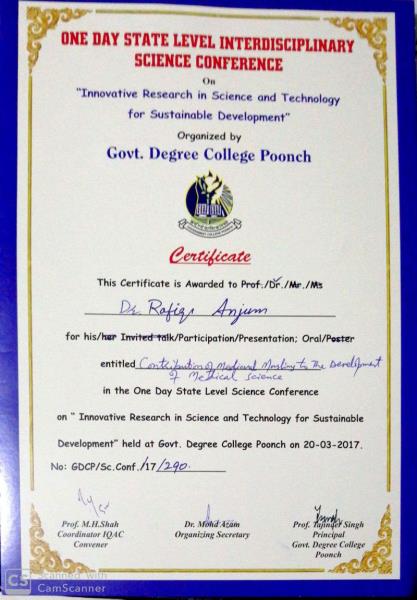 ONE DAY STATE LEVEL INTERDISCIPLINARY
SCIENCE CONFERENCE
On
"Innovative Research in Science and Technology
for Sustainable Development"
Organized by
Govt. Degree College Poonch
Certificate
This Certificate is Awarded to Prof./Dr./Mr./Ms
Dr. Rafiq Anjum
for his/her Invited talk/Participation/Presentation; Oral/Poster
entitled Contribution of Medieval Muslims to The Development
of Medical Science
in the One Day State Level Science Conference
on " Innovative Research in Science and Technology for Sustainable
Development" held at Govt. Degree College Poonch on 20-03-2017.
No: GDCP/Sc.Conf./17/290.
Prof. M.H.Shah
Coordinator IQAC
Convener
Dr. Mohd Azam
Organizing Secretary
Prof. Tajinder Singh
Principal
Govt. Degree College
Poonch
CS Scanned with
CamScanner